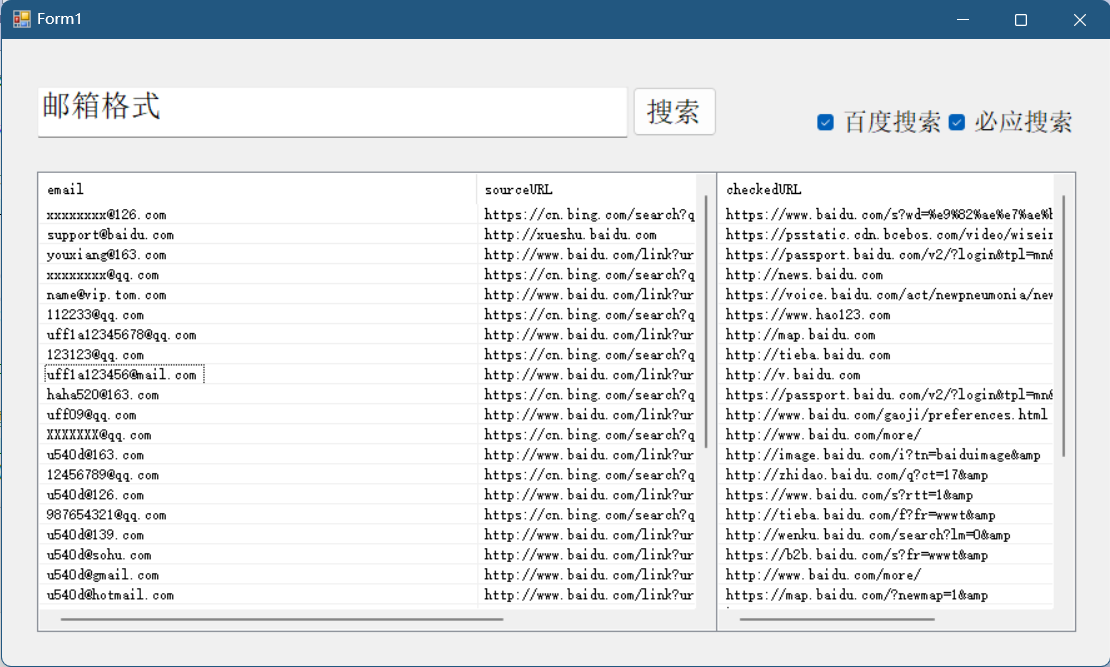 Form1
邮箱格式 搜索 百度搜索 必应搜索
email sourceURL checkedURL
xxxxxxxx@126.com https://cn.bing.com/search?q https://www.baidu.com/s?wd=%e9%82%ae%e7%ae%b
support@baidu.com http://xueshu.baidu.com https://psstatic.cdn.bcebos.com/video/wisein
youxiang@163.com http://www.baidu.com/link?ur https://passport.baidu.com/v2/?login&tpl=mn&
xxxxxxxx@qq.com https://cn.bing.com/search?q http://news.baidu.com
name@vip.tom.com http://www.baidu.com/link?ur https://voice.baidu.com/act/newpneumonia/new
112233@qq.com https://cn.bing.com/search?q https://www.hao123.com
uff1a12345678@qq.com http://www.baidu.com/link?ur http://map.baidu.com
123123@qq.com https://cn.bing.com/search?q http://tieba.baidu.com
uff1a123456@mail.com http://www.baidu.com/link?ur http://v.baidu.com
haha520@163.com https://cn.bing.com/search?q https://passport.baidu.com/v2/?login&tpl=mn&
uff09@qq.com http://www.baidu.com/link?ur http://www.baidu.com/gaoji/preferences.html
XXXXXXX@qq.com https://cn.bing.com/search?q http://www.baidu.com/more/
u540d@163.com http://www.baidu.com/link?ur http://image.baidu.com/i?tn=baiduimage&amp
12456789@qq.com https://cn.bing.com/search?q http://zhidao.baidu.com/q?ct=17&amp
u540d@126.com http://www.baidu.com/link?ur https://www.baidu.com/s?rtt=1&amp
987654321@qq.com https://cn.bing.com/search?q http://tieba.baidu.com/f?fr=wwwt&amp
u540d@139.com http://www.baidu.com/link?ur http://wenku.baidu.com/search?lm=0&amp
u540d@sohu.com http://www.baidu.com/link?ur https://b2b.baidu.com/s?fr=wwwt&amp
u540d@gmail.com http://www.baidu.com/link?ur http://www.baidu.com/more/
u540d@hotmail.com http://www.baidu.com/link?ur https://map.baidu.com/?newmap=1&amp